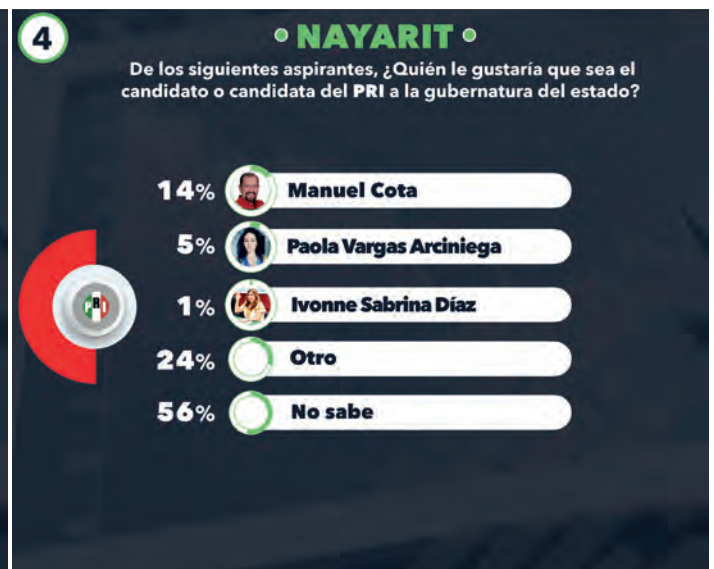 4
NAYARIT
De los siguientes aspirantes, ¿Quién le gustaría que sea el
candidato o candidata del PRI a la gubernatura del estado?
14% Manuel Cota
5% Paola Vargas Arciniega
1% Ivonne Sabrina Díaz
PRI
24% Otro
56% No sabe